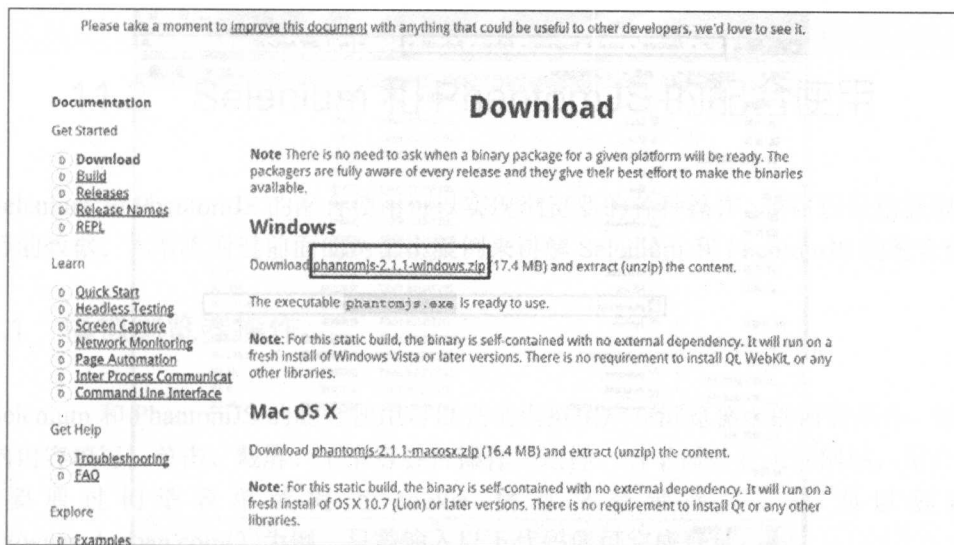 Please take a moment to improve this document with anything that could be useful to other developers, we'd love to see it.
Documentation
Get Started
Download
Build
Releases
Release Names
REPL
Learn
Quick Start
Headless Testing
Screen Capture
Network Monitoring
Page Automation
Inter Process Communicat
Command Line Interface
Get Help
Troubleshooting
FAQ
Explore
Examples
Download
Note There is no need to ask when a binary package for a given platform will be ready. The
packagers are fully aware of every release and they give their best effort to make the binaries
available.
Windows
Download phantomjs-2.1.1-windows.zip (17.4 MB) and extract (unzip) the content.
The executable phantomjs.exe is ready to use.
Note: For this static build, the binary is self-contained with no external dependency. It will run on a
fresh install of Windows Vista or later versions. There is no requirement to install Qt, WebKit, or any
other libraries.
Mac OS X
Download phantomjs-2.1.1-macosx.zip (16.4 MB) and extract (unzip) the content.
Note: For this static build, the binary is self-contained with no external dependency. It will run on a
fresh install of OS X 10.7 (Lion) or later versions. There is no requirement to install Qt or any other
libraries.